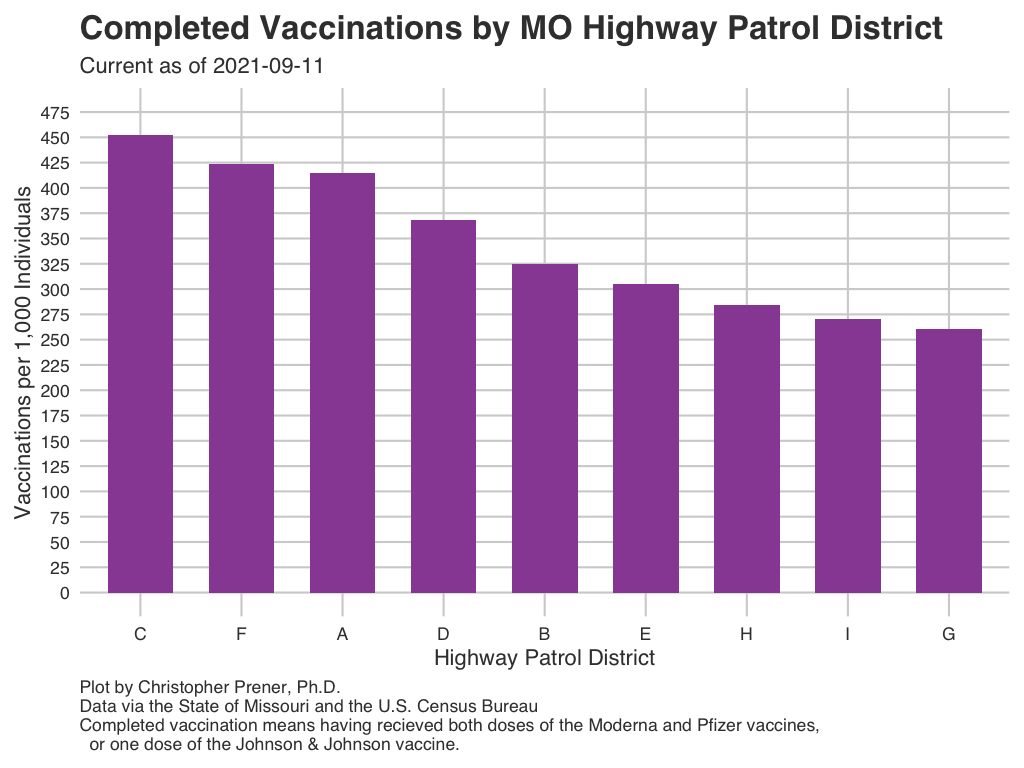 Completed Vaccinations by MO Highway Patrol District
Current as of 2021-09-11
Vaccinations per 1,000 Individuals
475
450
425
400
375
350
325
300
275
250
225
200
175
150
125
100
75
50
25
0
C F A D B E H I G
Highway Patrol District
Plot by Christopher Prener, Ph.D.
Data via the State of Missouri and the U.S. Census Bureau
Completed vaccination means having recieved both doses of the Moderna and Pfizer vaccines,
or one dose of the Johnson & Johnson vaccine.